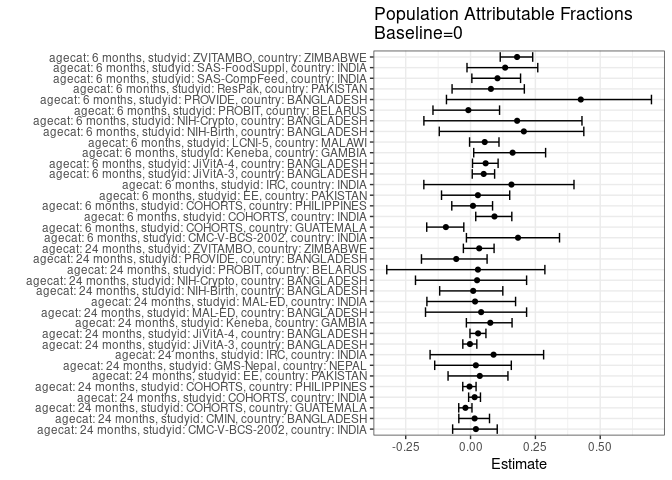 Population Attributable Fractions
Baseline=0
agecat: 6 months, studyid: ZVITAMBO, country: ZIMBABWE
agecat: 6 months, studyid: SAS-FoodSuppl, country: INDIA
agecat: 6 months, studyid: SAS-CompFeed, country: INDIA
agecat: 6 months, studyid: ResPak, country: PAKISTAN
agecat: 6 months, studyid: PROVIDE, country: BANGLADESH
agecat: 6 months, studyid: PROBIT, country: BELARUS
agecat: 6 months, studyid: NIH-Crypto, country: BANGLADESH
agecat: 6 months, studyid: NIH-Birth, country: BANGLADESH
agecat: 6 months, studyid: LCNI-5, country: MALAWI
agecat: 6 months, studyid: Keneba, country: GAMBIA
agecat: 6 months, studyid: JiVitA-4, country: BANGLADESH
agecat: 6 months, studyid: JiVitA-3, country: BANGLADESH
agecat: 6 months, studyid: IRC, country: INDIA
agecat: 6 months, studyid: EE, country: PAKISTAN
agecat: 6 months, studyid: COHORTS, country: PHILIPPINES
agecat: 6 months, studyid: COHORTS, country: INDIA
agecat: 6 months, studyid: COHORTS, country: GUATEMALA
agecat: 6 months, studyid: CMC-V-BCS-2002, country: INDIA
agecat: 24 months, studyid: ZVITAMBO, country: ZIMBABWE
agecat: 24 months, studyid: PROVIDE, country: BANGLADESH
agecat: 24 months, studyid: PROBIT, country: BELARUS
agecat: 24 months, studyid: NIH-Crypto, country: BANGLADESH
agecat: 24 months, studyid: NIH-Birth, country: BANGLADESH
agecat: 24 months, studyid: MAL-ED, country: INDIA
agecat: 24 months, studyid: MAL-ED, country: BANGLADESH
agecat: 24 months, studyid: Keneba, country: GAMBIA
agecat: 24 months, studyid: JiVitA-4, country: BANGLADESH
agecat: 24 months, studyid: JiVitA-3, country: BANGLADESH
agecat: 24 months, studyid: IRC, country: INDIA
agecat: 24 months, studyid: GMS-Nepal, country: NEPAL
agecat: 24 months, studyid: EE, country: PAKISTAN
agecat: 24 months, studyid: COHORTS, country: PHILIPPINES
agecat: 24 months, studyid: COHORTS, country: INDIA
agecat: 24 months, studyid: COHORTS, country: GUATEMALA
agecat: 24 months, studyid: CMIN, country: BANGLADESH
agecat: 24 months, studyid: CMC-V-BCS-2002, country: INDIA
-0.25 0.00 0.25 0.50
Estimate